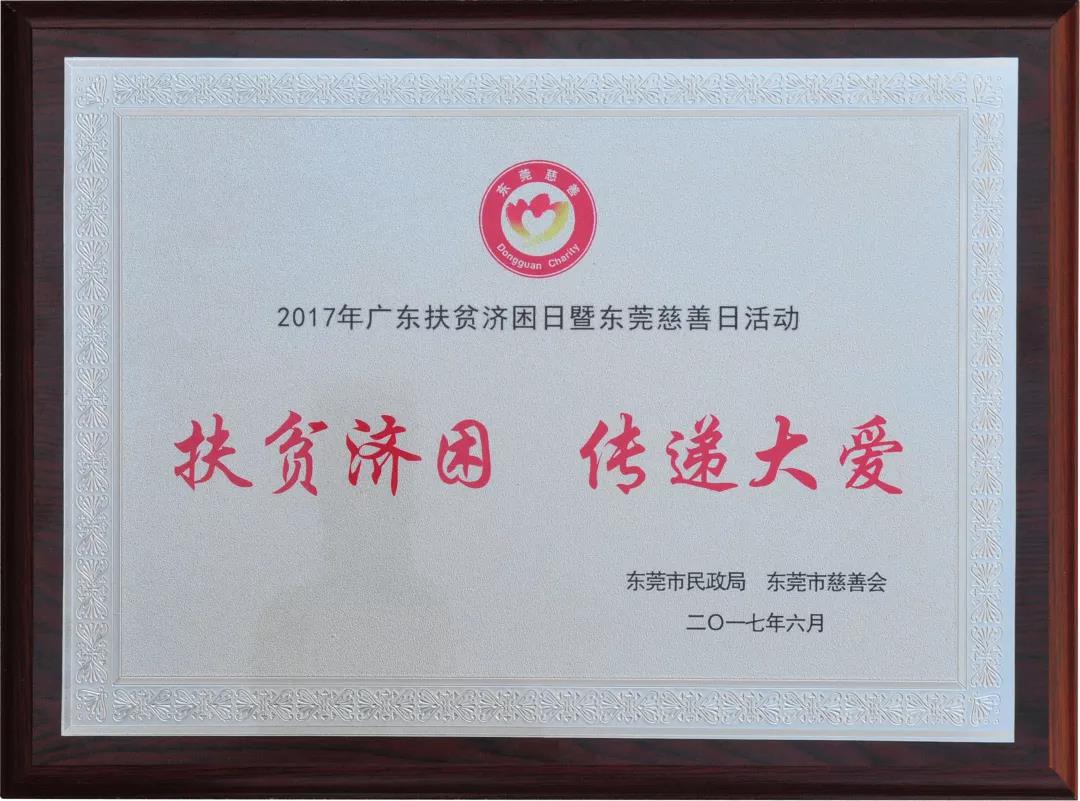 东莞慈善
Dongguan Charity
2017年广东扶贫济困日暨东莞慈善日活动
扶贫济困 传递大爱
东莞市民政局 东莞市慈善会
二〇一七年六月